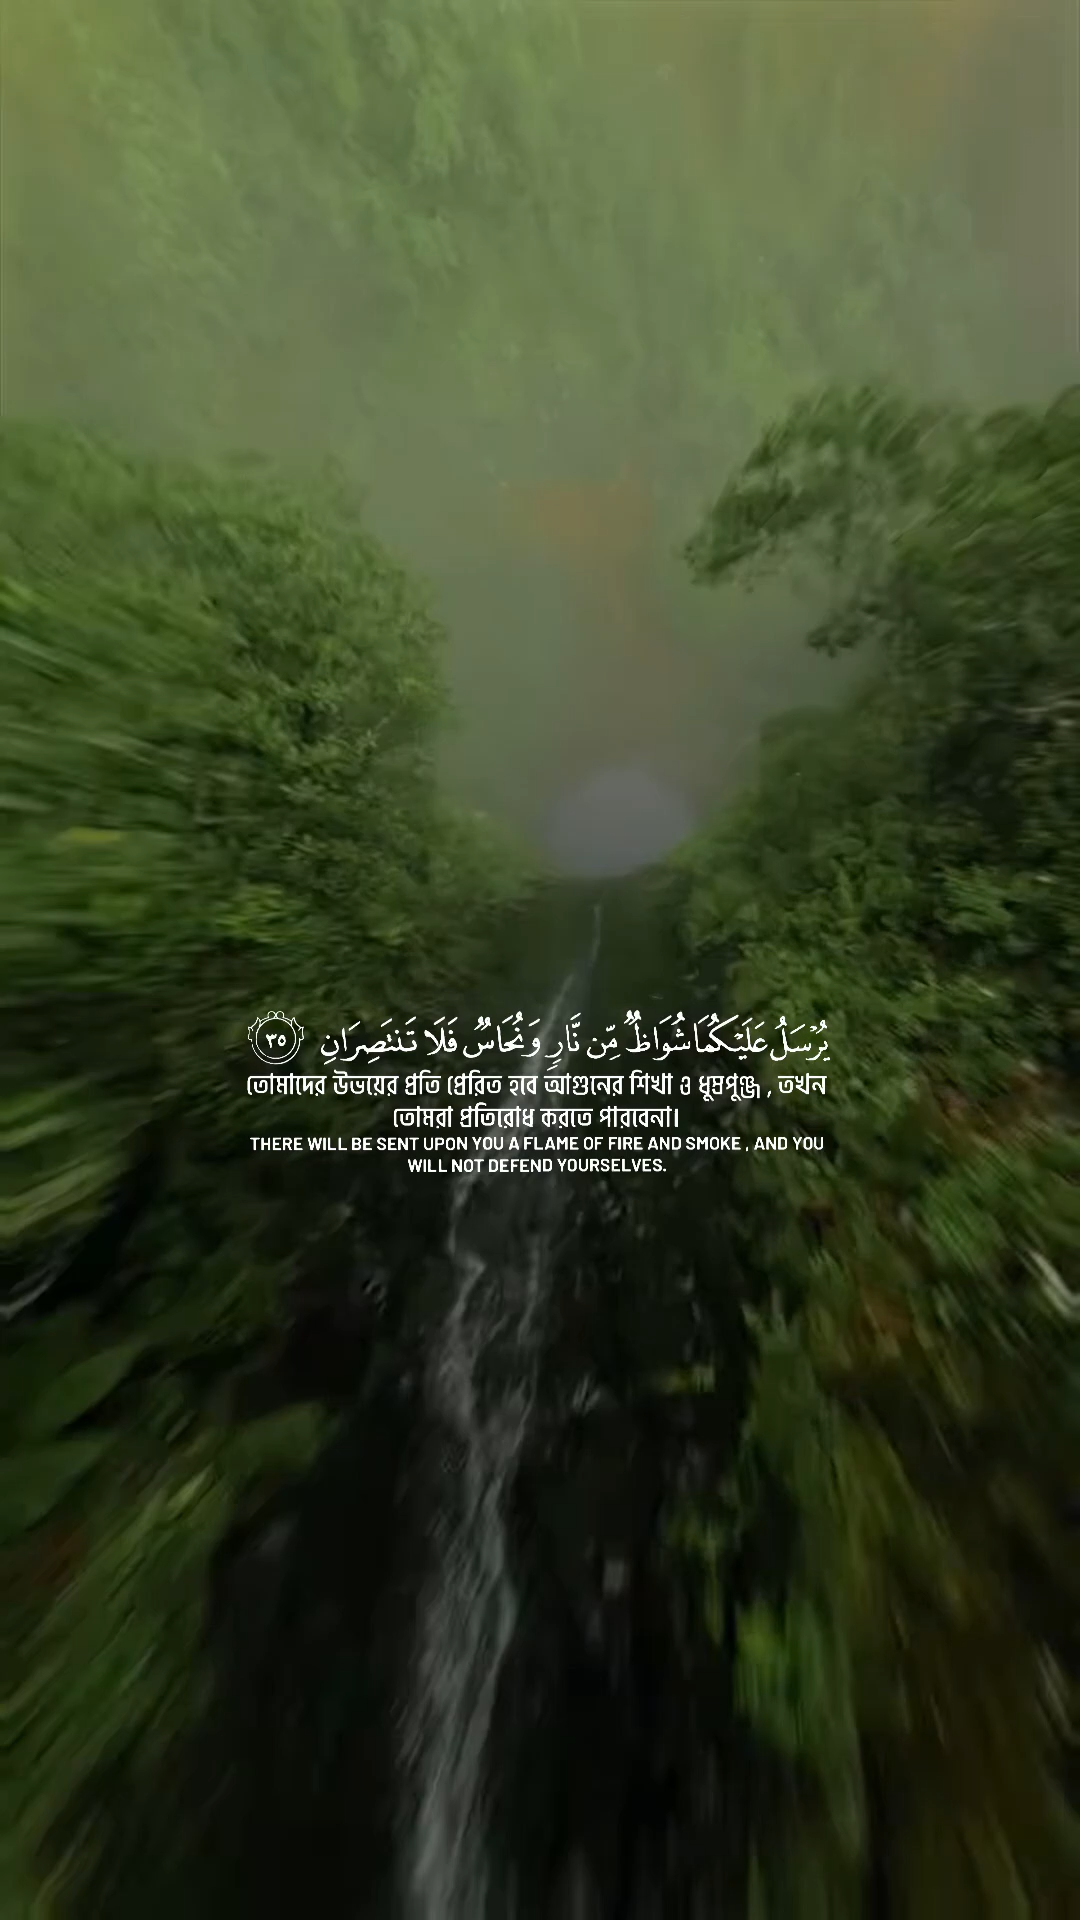 يُرْسَلُ عَلَيْكُمَا شُوَاظٌ مِّن نَّارٍ وَنُحَاسٌ فَلَا تَنتَصِرَانِ ٣٥
তোমাদের উভয়ের প্রতি প্রেরিত হবে আগুনের শিখা ও ধূম্রপুঞ্জ , তখন
তোমরা প্রতিরোধ করতে পারবেনা।
THERE WILL BE SENT UPON YOU A FLAME OF FIRE AND SMOKE , AND YOU
WILL NOT DEFEND YOURSELVES.